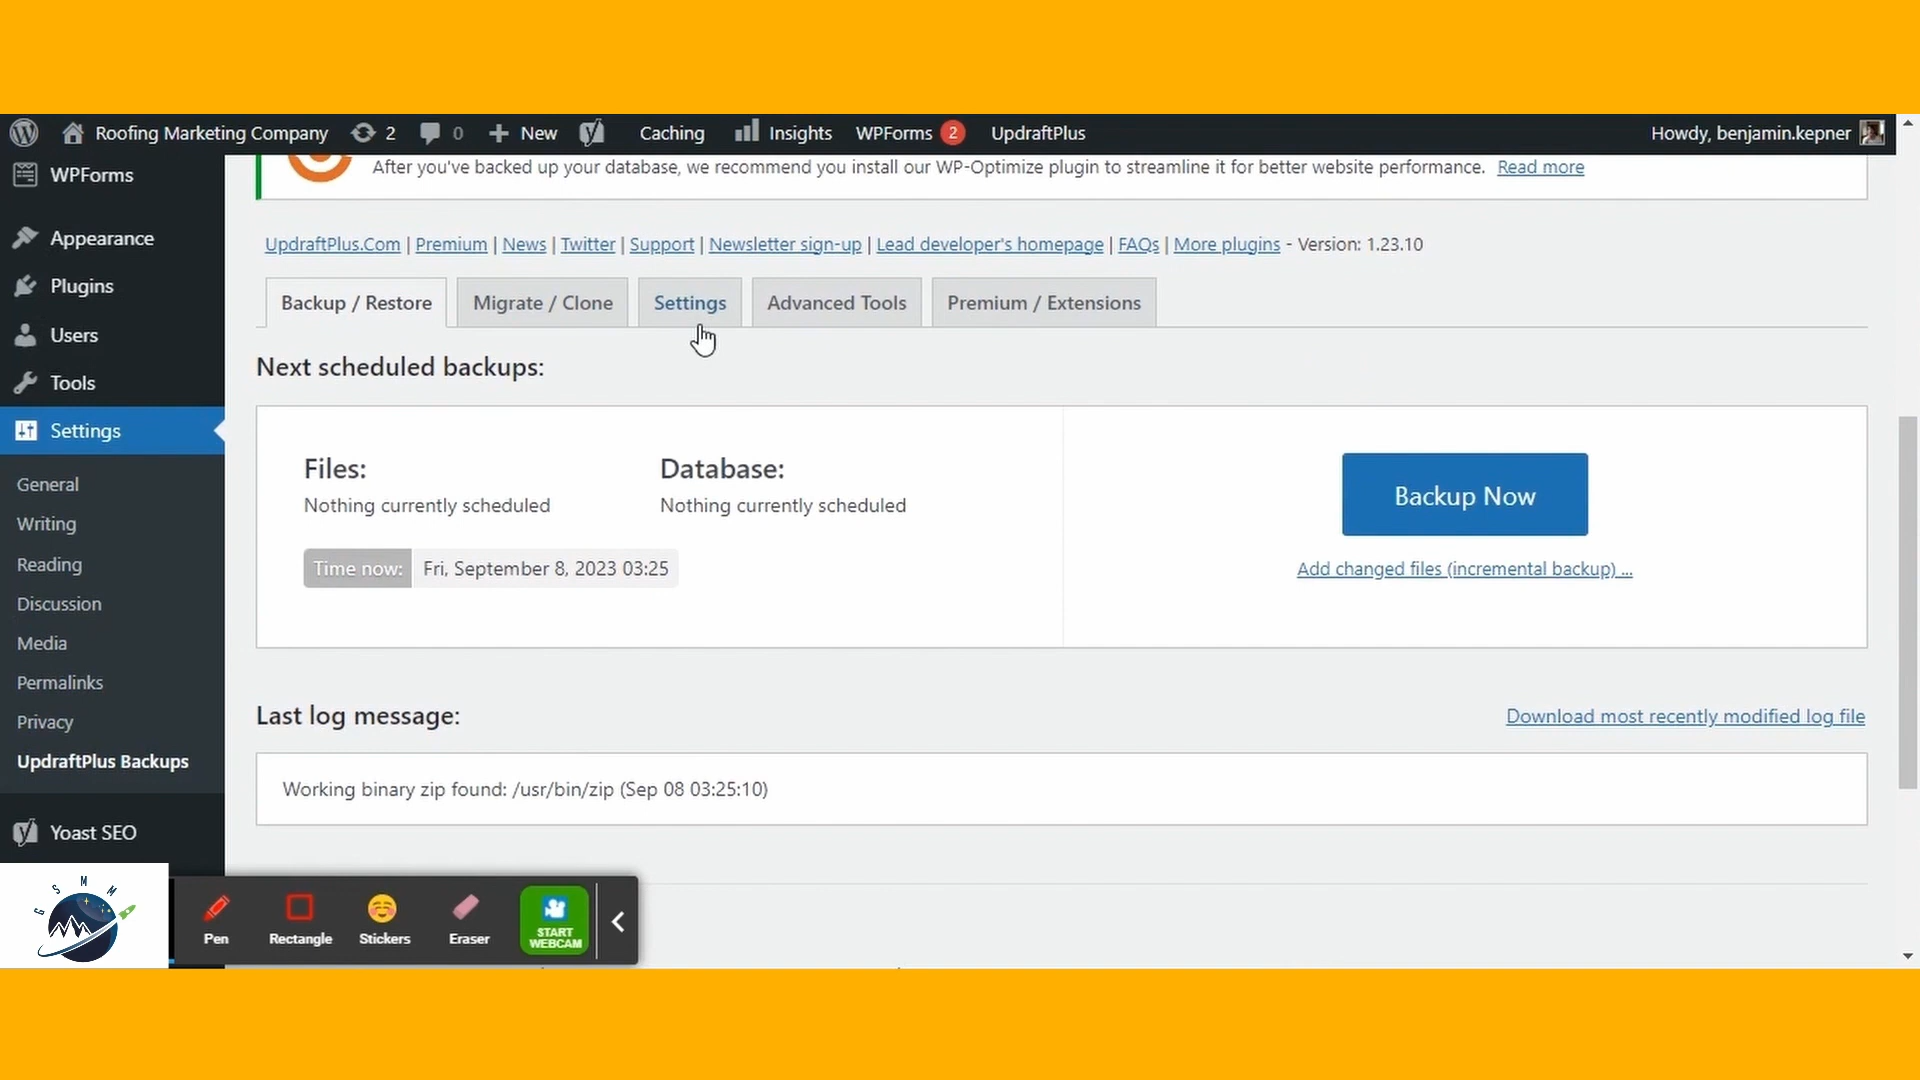 Roofing Marketing Company 2 0 New Caching Insights WPForms 2 UpdraftPlus Howdy, benjamin.kepner
WPForms
Appearance
Plugins
Users
Tools
Settings
General
Writing
Reading
Discussion
Media
Permalinks
Privacy
UpdraftPlus Backups
Yoast SEO
After you've backed up your database, we recommend you install our WP-Optimize plugin to streamline it for better website performance. Read more
UpdraftPlus.Com | Premium | News | Twitter | Support | Newsletter sign-up | Lead developer's homepage | FAQs | More plugins - Version: 1.23.10
Backup / Restore Migrate / Clone Settings Advanced Tools Premium / Extensions
Next scheduled backups:
Files: Database:
Nothing currently scheduled Nothing currently scheduled
Time now: Fri, September 8, 2023 03:25
Backup Now
Add changed files (incremental backup) ...
Last log message: Download most recently modified log file
Working binary zip found: /usr/bin/zip (Sep 08 03:25:10)
G S M M
Pen Rectangle Stickers Eraser START
WEBCAM